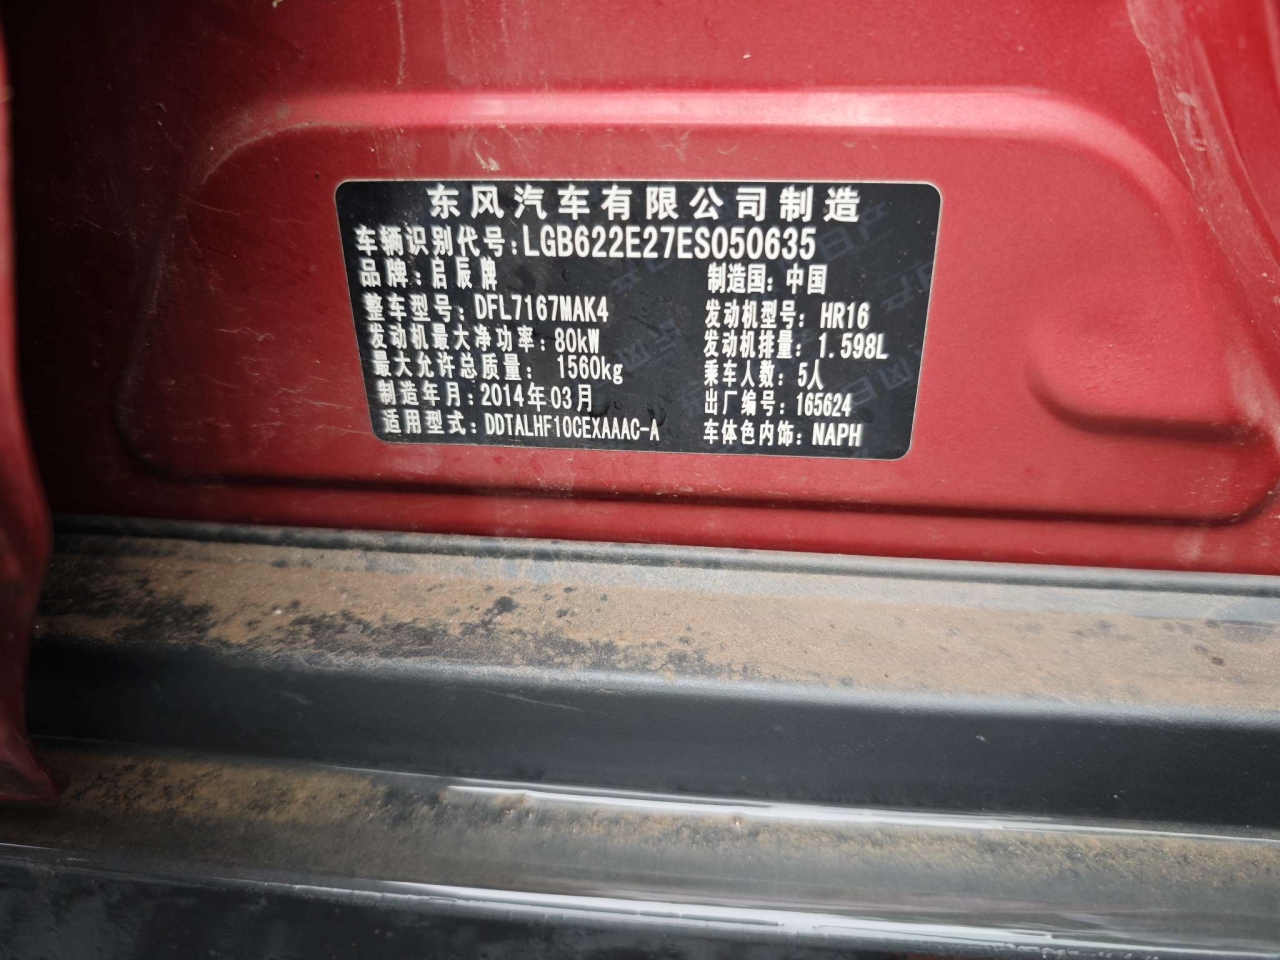 东风汽车有限公司制造
车辆识别代号:LGB622E27ES050635
品牌:启辰牌 制造国:中国
整车型号:DFL7167MAK4 发动机型号:HR16
发动机最大净功率:80kW 发动机排量:1.598L
最大允许总质量:1560kg 乘车人数:5人
制造年月:2014年03月 出厂编号:165624
适用型式:DDTALHF10CEXAAAC-A 车体色内饰:NAPH